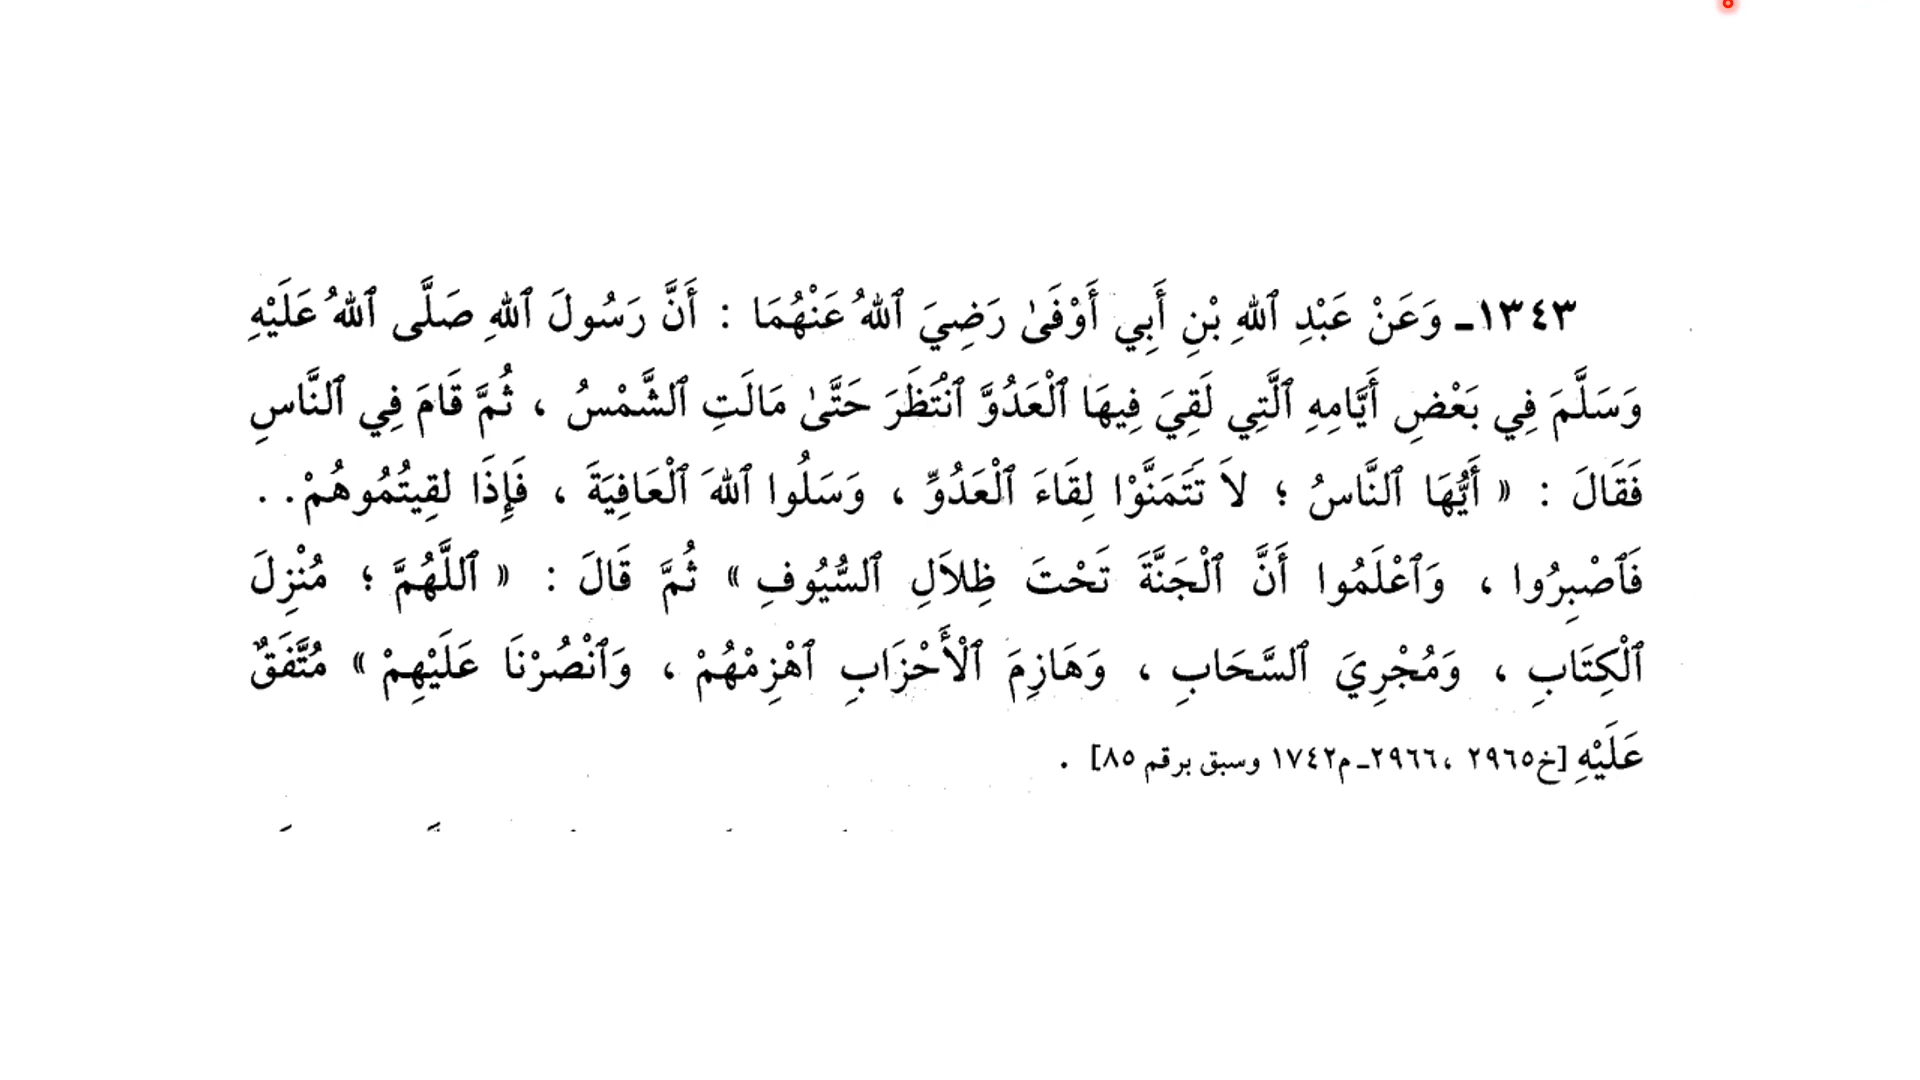 ١٣٤٣ـ وَعَنْ عَبْدِ ٱللهِ بْنِ أَبِي أَوْفَىٰ رَضِيَ ٱللهُ عَنْهُمَا : أَنَّ رَسُولَ ٱللهِ صَلَّى ٱللهُ عَلَيْهِ
وَسَلَّمَ فِي بَعْضِ أَيَّامِهِ ٱلَّتِي لَقِيَ فِيهَا ٱلْعَدُوَّ ٱنْتَظَرَ حَتَّىٰ مَالَتِ ٱلشَّمْسُ ، ثُمَّ قَامَ فِي ٱلنَّاسِ
فَقَالَ : « أَيُّهَا ٱلنَّاسُ ؛ لاَ تَتَمَنَّوْا لِقَاءَ ٱلْعَدُوِّ ، وَسَلُوا ٱللهَ ٱلْعَافِيَةَ ، فَإِذَا لقِيتُمُوهُمْ . .
فَٱصْبِرُوا ، وَٱعْلَمُوا أَنَّ ٱلْجَنَّةَ تَحْتَ ظِلاَلِ ٱلسُّيُوفِ » ثُمَّ قَالَ : « ٱللَّهُمَّ ؛ مُنْزِلَ
ٱلْكِتَابِ ، وَمُجْرِيَ ٱلسَّحَابِ ، وَهَازِمَ ٱلْأَحْزَابِ ٱهْزِمْهُمْ ، وَٱنْصُرْنَا عَلَيْهِمْ » مُتَّفَقٌ
عَلَيْهِ [خ٢٩٦٥ ،٢٩٦٦ـ م١٧٤٢ وسبق برقم ٨٥] .